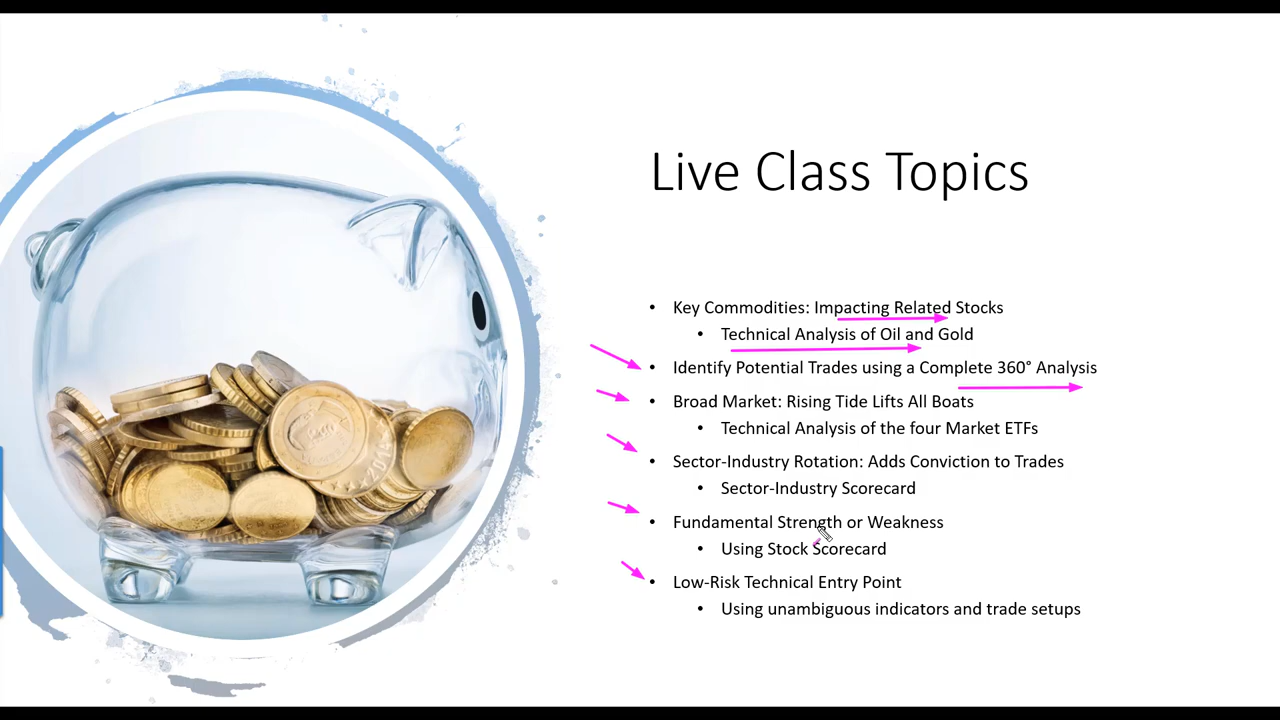 Live Class Topics
• Key Commodities: Impacting Related Stocks
• Technical Analysis of Oil and Gold
• Identify Potential Trades using a Complete 360° Analysis
• Broad Market: Rising Tide Lifts All Boats
• Technical Analysis of the four Market ETFs
• Sector-Industry Rotation: Adds Conviction to Trades
• Sector-Industry Scorecard
• Fundamental Strength or Weakness
• Using Stock Scorecard
• Low-Risk Technical Entry Point
• Using unambiguous indicators and trade setups